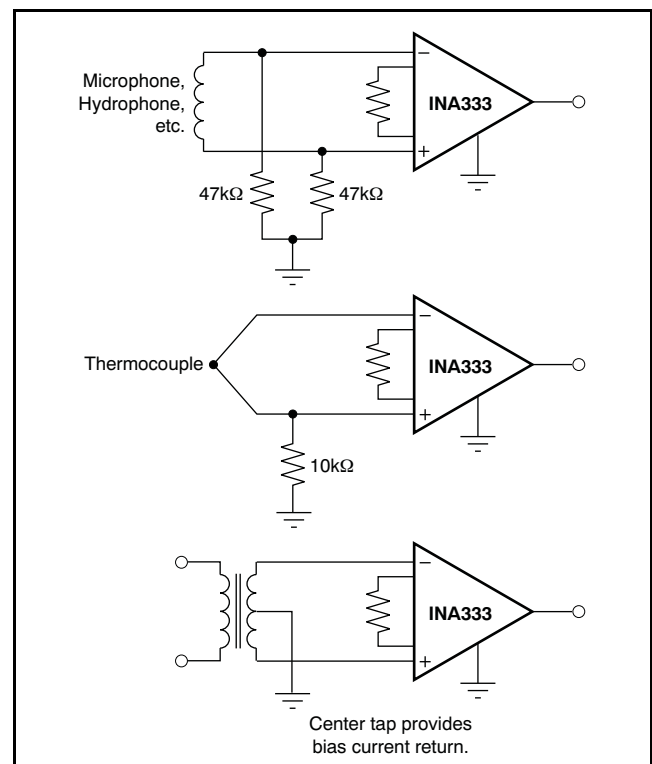 Microphone,
Hydrophone,
etc.
−
INA333
+
47kΩ
47kΩ
Thermocouple
−
INA333
+
10kΩ
−
INA333
+
Center tap provides
bias current return.